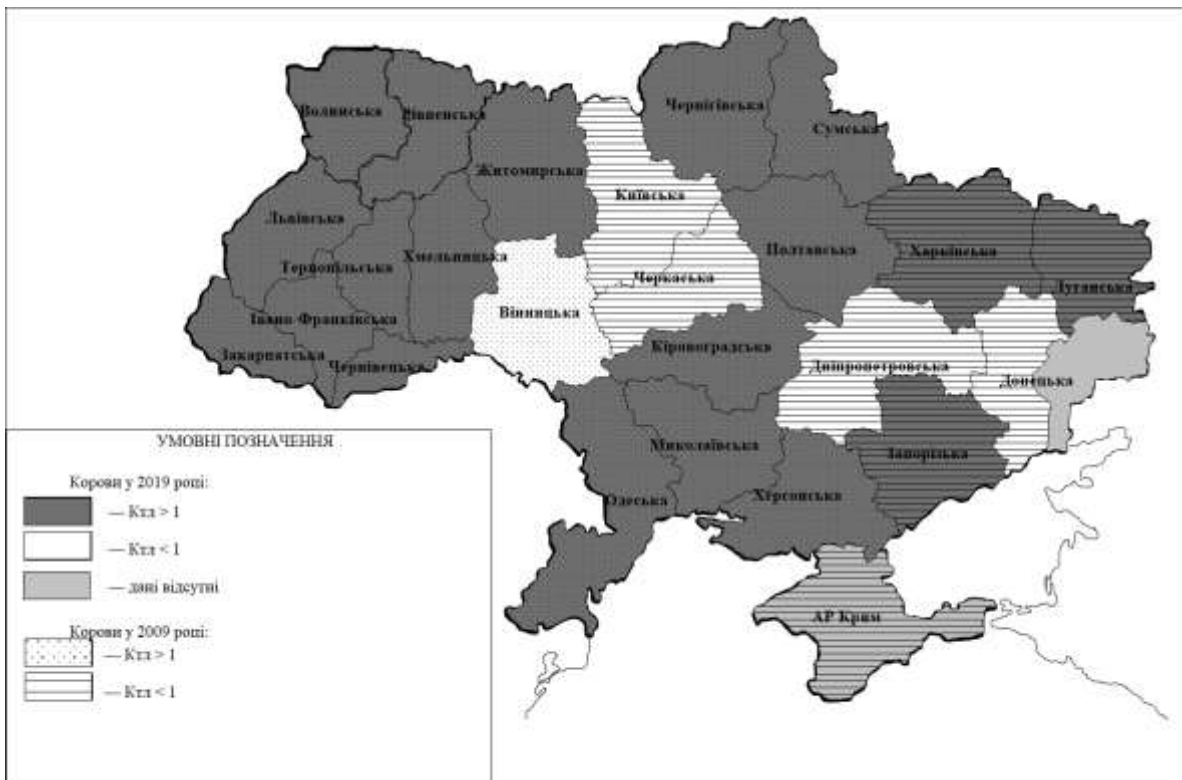 Чернігівська
Волинська
Рівненська
Сумська
Житомирська
Київська
Львівська
Полтавська
Харківська
Хмельницька
Тернопільська
Черкаська
Луганська
Вінницька
Івано-Франківська
Кіровоградська
Закарпатська
Чернівецька
Дніпропетровська
Донецька
УМОВНІ ПОЗНАЧЕННЯ
Миколаївська
Запорізька
Корови у 2019 році:
Одеська
Херсонська
— Ктл > 1
— Ктл < 1
— дані відсутні
АР Крим
Корови у 2009 році:
— Ктл > 1
— Ктл < 1